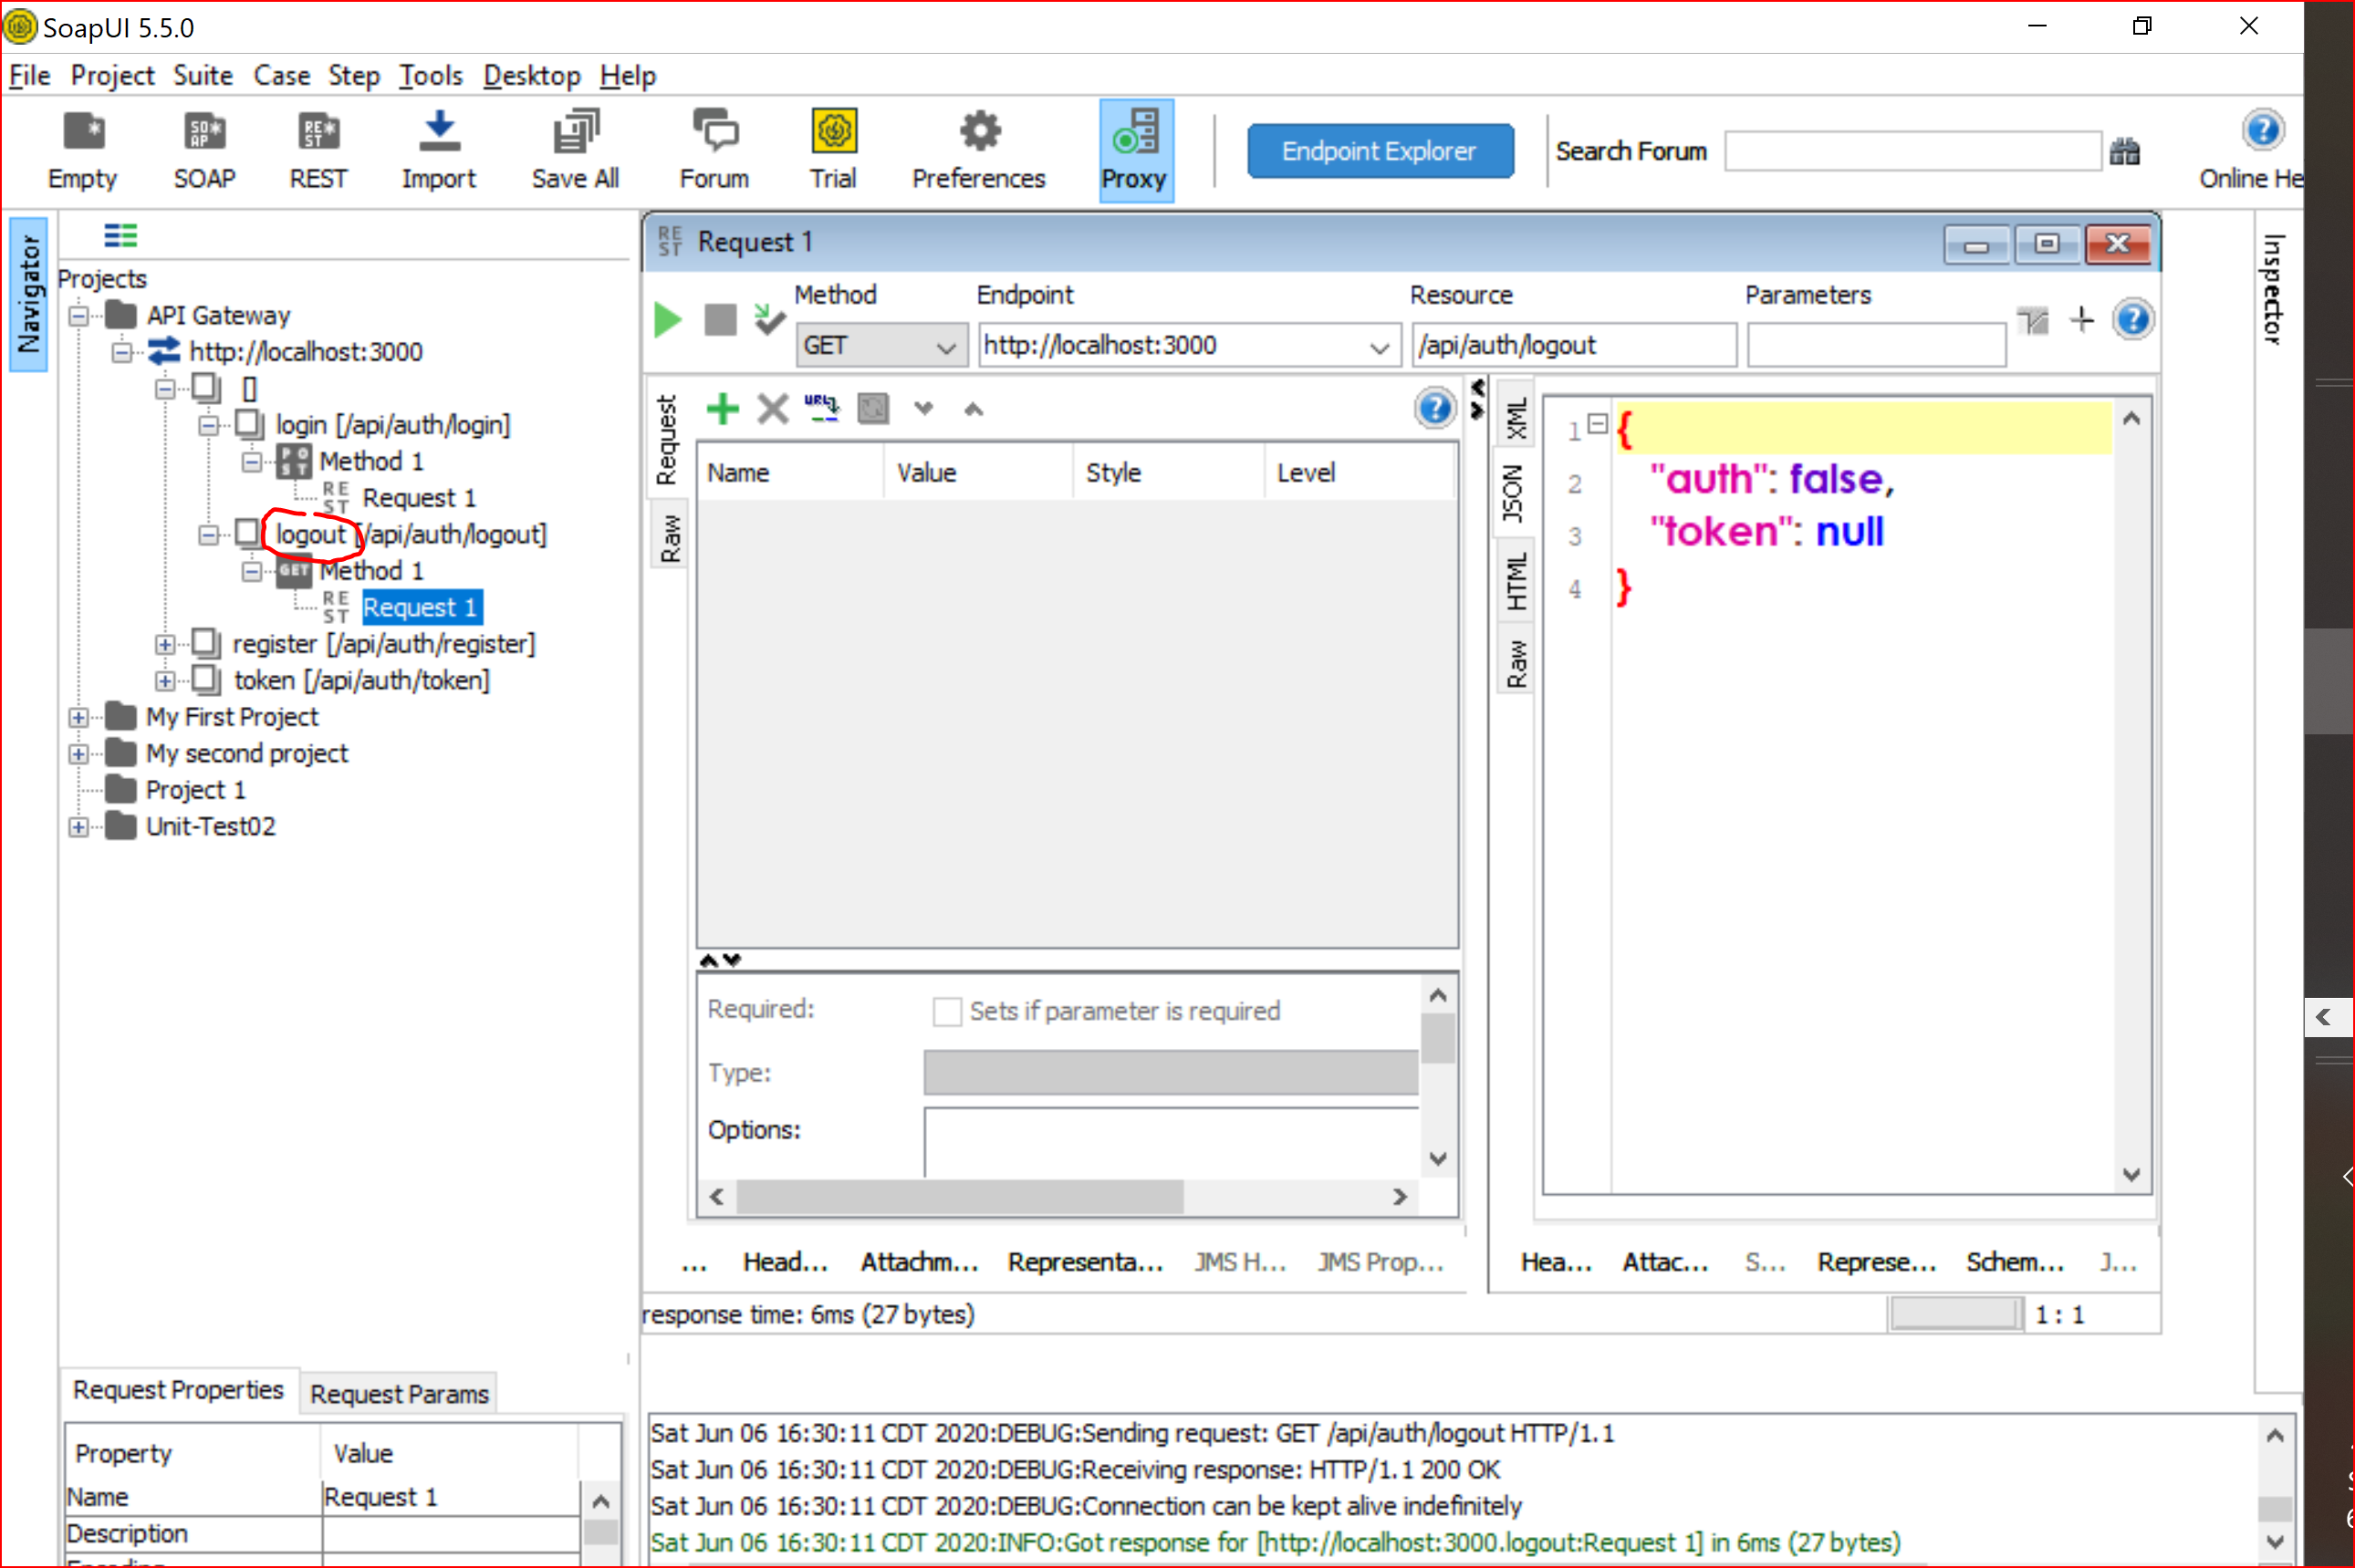 SoapUI 5.5.0
File Project Suite Case Step Tools Desktop Help
Empty SOAP REST Import Save All Forum Trial Preferences Proxy Endpoint Explorer Search Forum Online He
Navigator
Projects
API Gateway
http://localhost:3000
[]
login [/api/auth/login]
POST Method 1
REST Request 1
logout [/api/auth/logout]
GET Method 1
REST Request 1
register [/api/auth/register]
token [/api/auth/token]
My First Project
My second project
Project 1
Unit-Test02
Request Properties Request Params
Property Value
Name Request 1
Description
REST Request 1
Method Endpoint Resource Parameters
GET http://localhost:3000 /api/auth/logout
Request
Raw
URL
Name Value Style Level
Required: Sets if parameter is required
Type:
Options:
... Head... Attachm... Representa... JMS H... JMS Prop...
XML
JSON
HTML
Raw
1 {
2 "auth": false,
3 "token": null
4 }
Hea... Attac... S... Represe... Schem... J...
response time: 6ms (27 bytes)
1 : 1
Inspector
Sat Jun 06 16:30:11 CDT 2020:DEBUG:Sending request: GET /api/auth/logout HTTP/1.1
Sat Jun 06 16:30:11 CDT 2020:DEBUG:Receiving response: HTTP/1.1 200 OK
Sat Jun 06 16:30:11 CDT 2020:DEBUG:Connection can be kept alive indefinitely
Sat Jun 06 16:30:11 CDT 2020:INFO:Got response for [http://localhost:3000.logout:Request 1] in 6ms (27 bytes)